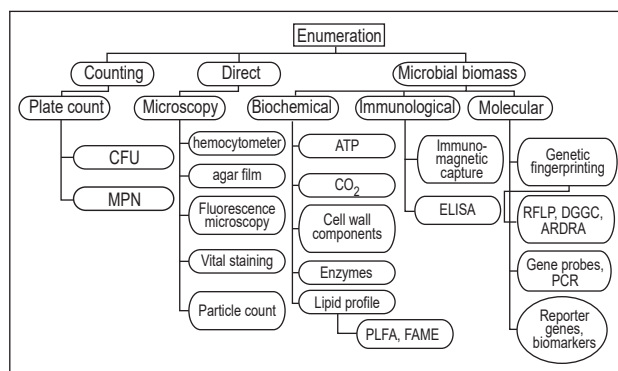 Enumeration
Counting
Direct
Microbial biomass
Plate count
Microscopy
Biochemical
Immunological
Molecular
CFU
MPN
hemocytometer
agar film
Fluorescence
microscopy
Vital staining
Particle count
ATP
CO₂
Cell wall
components
Enzymes
Lipid profile
PLFA, FAME
Immuno-
magnetic
capture
ELISA
Genetic
fingerprinting
RFLP, DGGC,
ARDRA
Gene probes,
PCR
Reporter
genes,
biomarkers